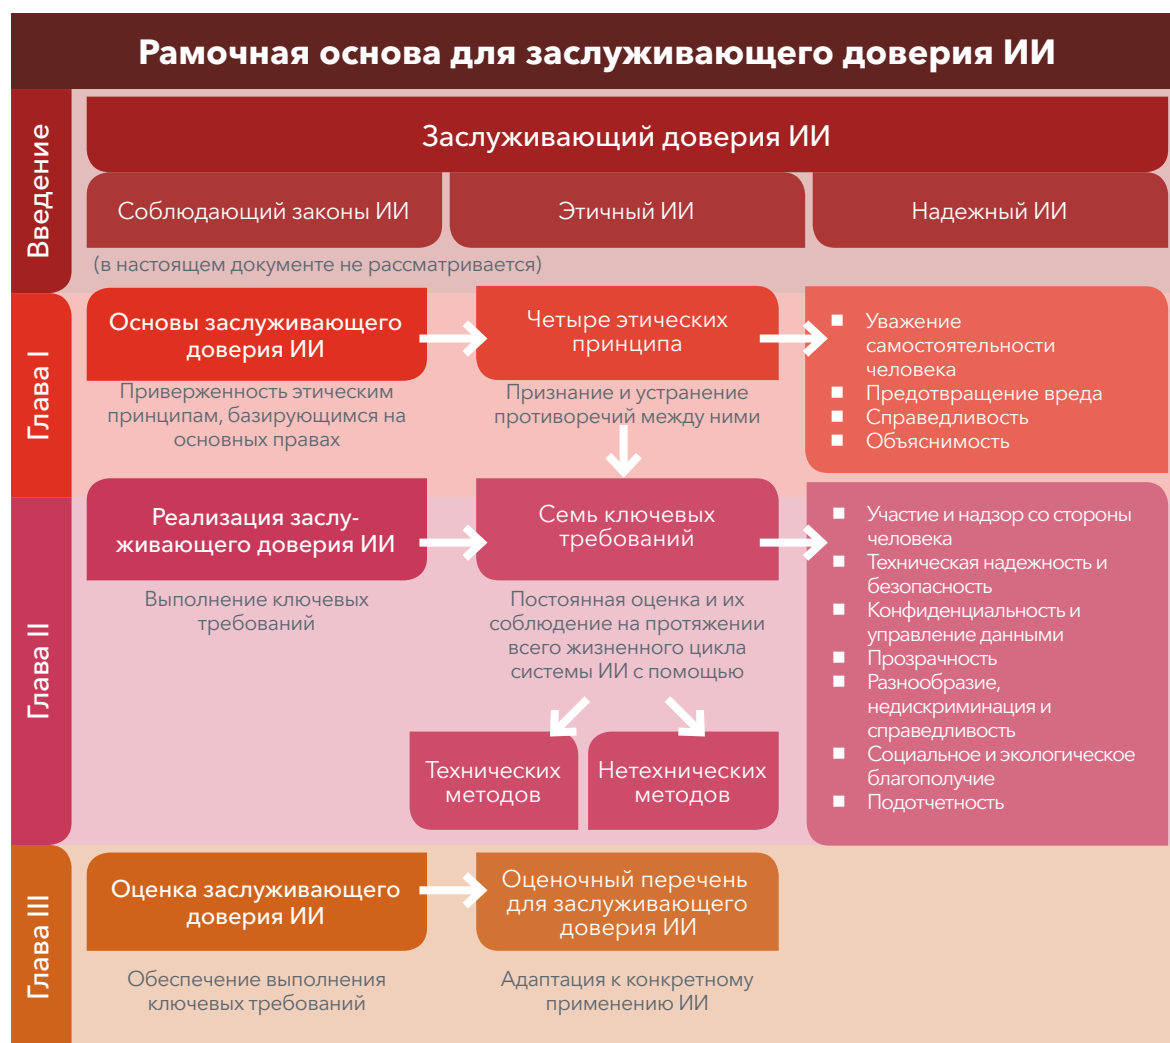 Рамочная основа для заслуживающего доверия ИИ
Введение
Заслуживающий доверия ИИ
Соблюдающий законы ИИ
Этичный ИИ
Надежный ИИ
(в настоящем документе не рассматривается)
Глава I
Основы заслуживающего
доверия ИИ
Приверженность этическим
принципам, базирующимся на
основных правах
Четыре этических
принципа
Признание и устранение
противоречий между ними
Уважение
самостоятельности
человека
Предотвращение вреда
Справедливость
Объяснимость
Глава II
Реализация заслу-
живающего доверия ИИ
Выполнение ключевых
требований
Семь ключевых
требований
Постоянная оценка и их
соблюдение на протяжении
всего жизненного цикла
системы ИИ с помощью
Технических
методов
Нетехнических
методов
Участие и надзор со стороны
человека
Техническая надежность и
безопасность
Конфиденциальность и
управление данными
Прозрачность
Разнообразие,
недискриминация и
справедливость
Социальное и экологическое
благополучие
Подотчетность
Глава III
Оценка заслуживающего
доверия ИИ
Обеспечение выполнения
ключевых требований
Оценочный перечень
для заслуживающего
доверия ИИ
Адаптация к конкретному
применению ИИ